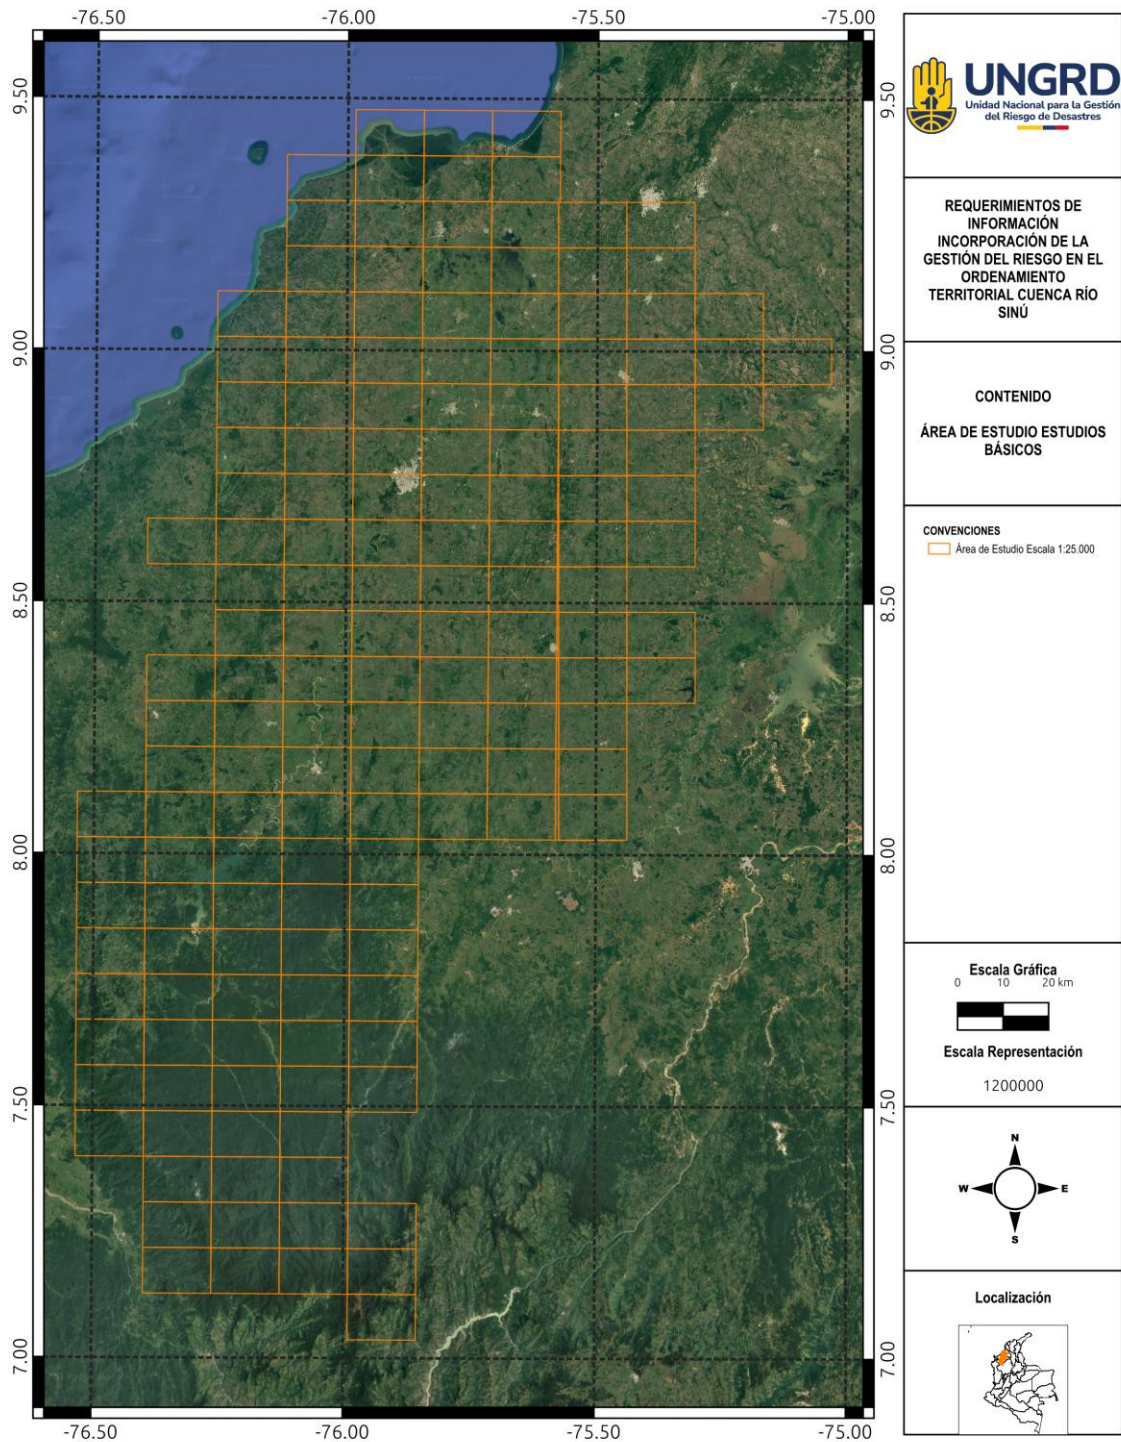 -76.50 -76.00 -75.50 -75.00
9.50 9.50
9.00 9.00
8.50 8.50
8.00 8.00
7.50 7.50
7.00 7.00
-76.50 -76.00 -75.50 -75.00
UNGRD
Unidad Nacional para la Gestión
del Riesgo de Desastres
REQUERIMIENTOS DE
INFORMACIÓN
INCORPORACIÓN DE LA
GESTIÓN DEL RIESGO EN EL
ORDENAMIENTO
TERRITORIAL CUENCA RÍO
SINÚ
CONTENIDO
ÁREA DE ESTUDIO ESTUDIOS
BÁSICOS
CONVENCIONES
Área de Estudio Escala 1:25.000
Escala Gráfica
0 10 20 km
Escala Representación
1200000
N
W E
S
Localización